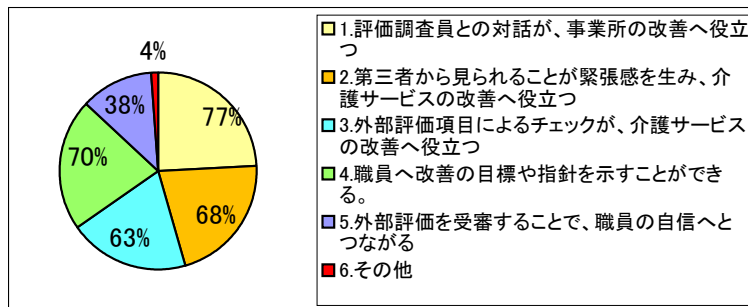 4%
38%
77%
70%
63%
68%
1.評価調査員との対話が、事業所の改善へ役立
つ
2.第三者から見られることが緊張感を生み、介
護サービスの改善へ役立つ
3.外部評価項目によるチェックが、介護サービス
の改善へ役立つ
4.職員へ改善の目標や指針を示すことができ
る。
5.外部評価を受審することで、職員の自信へと
つながる
6.その他